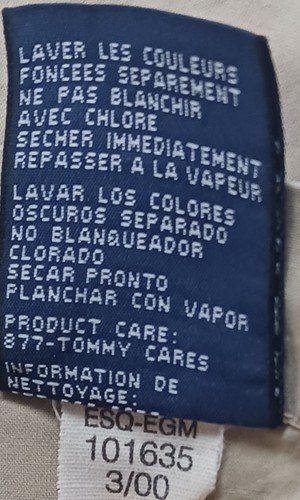 LAVER LES COULEURS
FONCEES SEPAREMENT
NE PAS BLANCHIR
AVEC CHLORE
SECHER IMMEDIATEMENT
REPASSER A LA VAPEUR
LAVAR LOS COLORES
OSCUROS SEPARADO
NO BLANQUEADOR
CLORADO
SECAR PRONTO
PLANCHAR CON VAPOR
PRODUCT CARE:
877-TOMMY CARES
INFORMATION DE
NETTOYAGE:
ESQ-EGM
101635
3/00